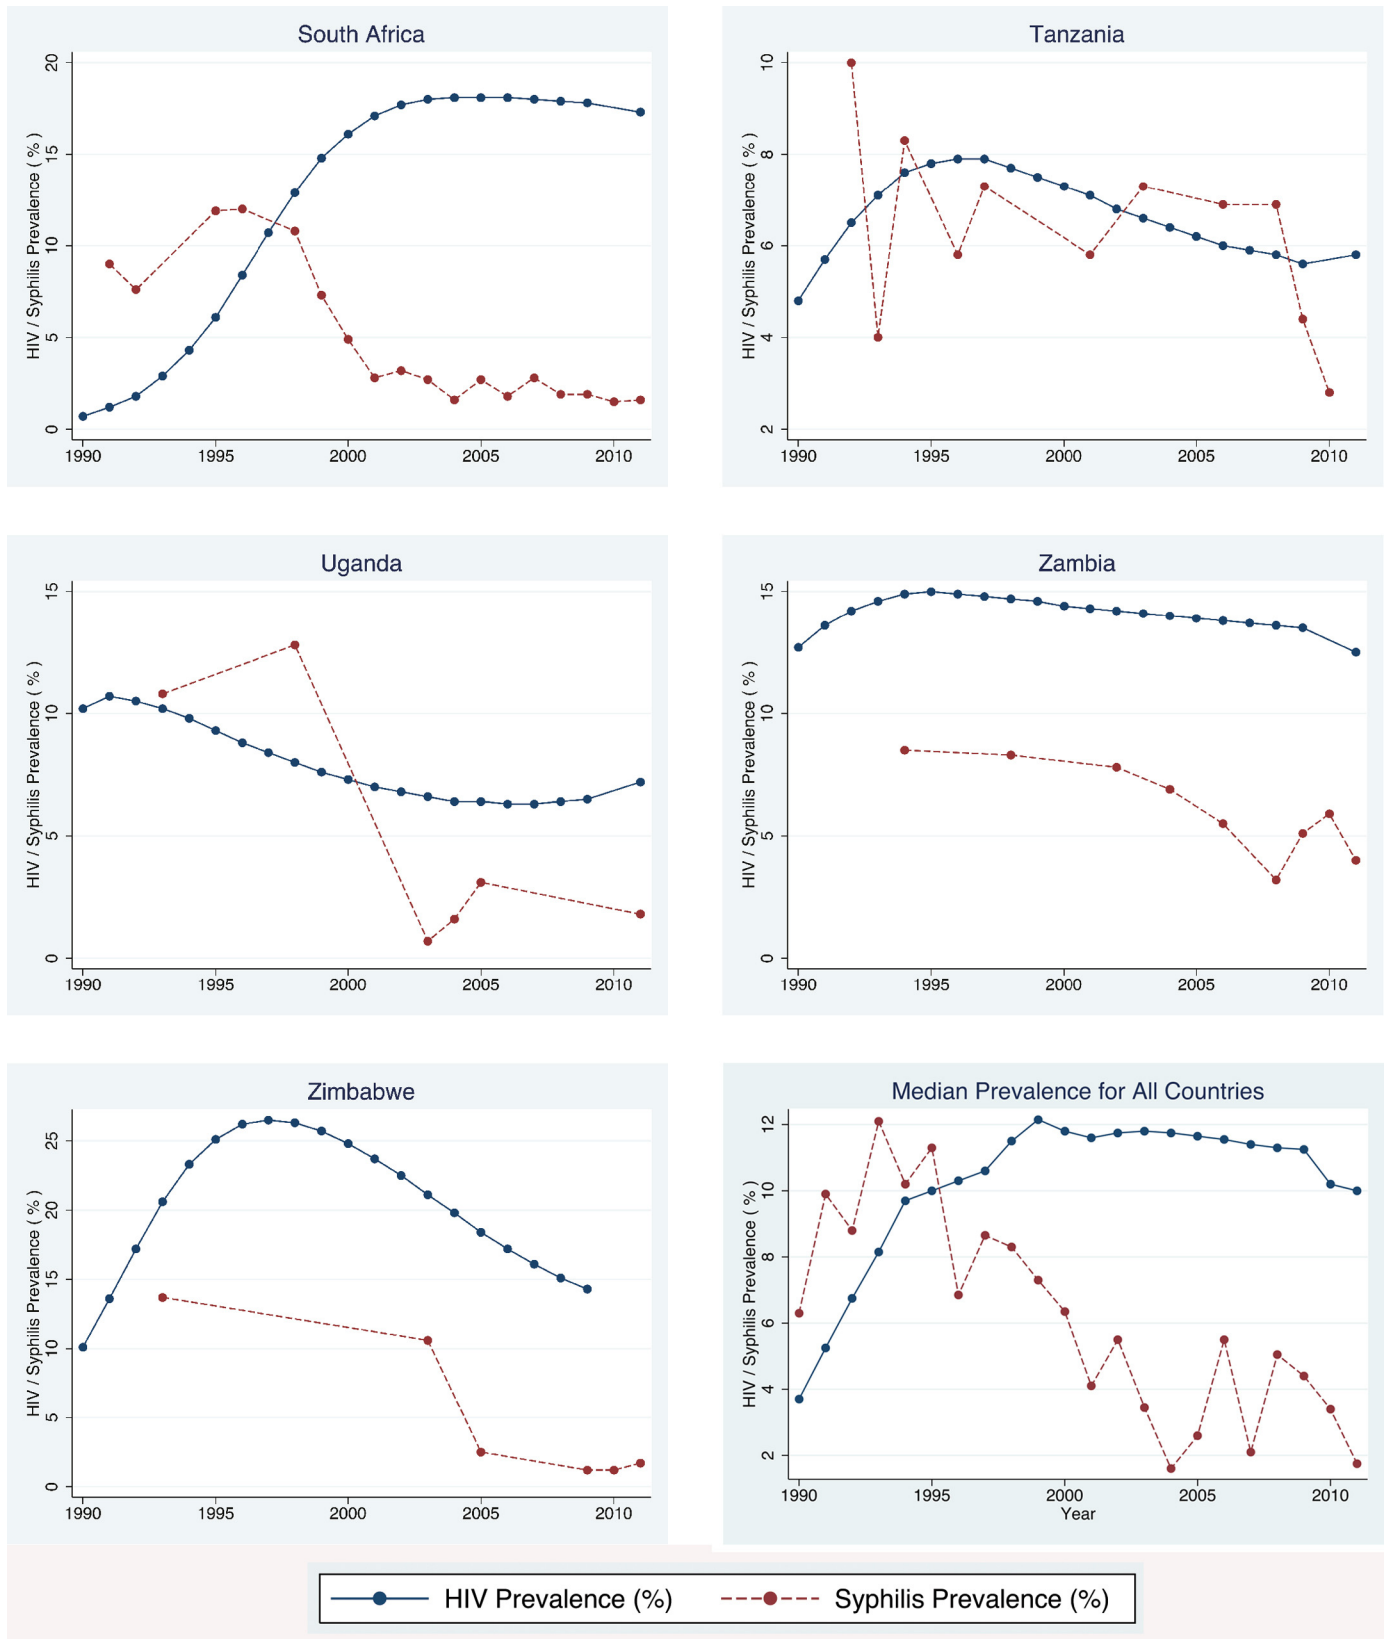 South Africa
HIV / Syphilis Prevalence ( % )
20
15
10
5
0
1990 1995 2000 2005 2010
Tanzania
HIV / Syphilis Prevalence ( % )
10
8
6
4
2
1990 1995 2000 2005 2010
Uganda
HIV / Syphilis Prevalence ( % )
15
10
5
0
1990 1995 2000 2005 2010
Zambia
HIV / Syphilis Prevalence ( % )
15
10
5
0
1990 1995 2000 2005 2010
Zimbabwe
HIV / Syphilis Prevalence ( % )
25
20
15
10
5
0
1990 1995 2000 2005 2010
Median Prevalence for All Countries
HIV / Syphilis Prevalence ( % )
12
10
8
6
4
2
1990 1995 2000 2005 2010
Year
HIV Prevalence (%) Syphilis Prevalence (%)